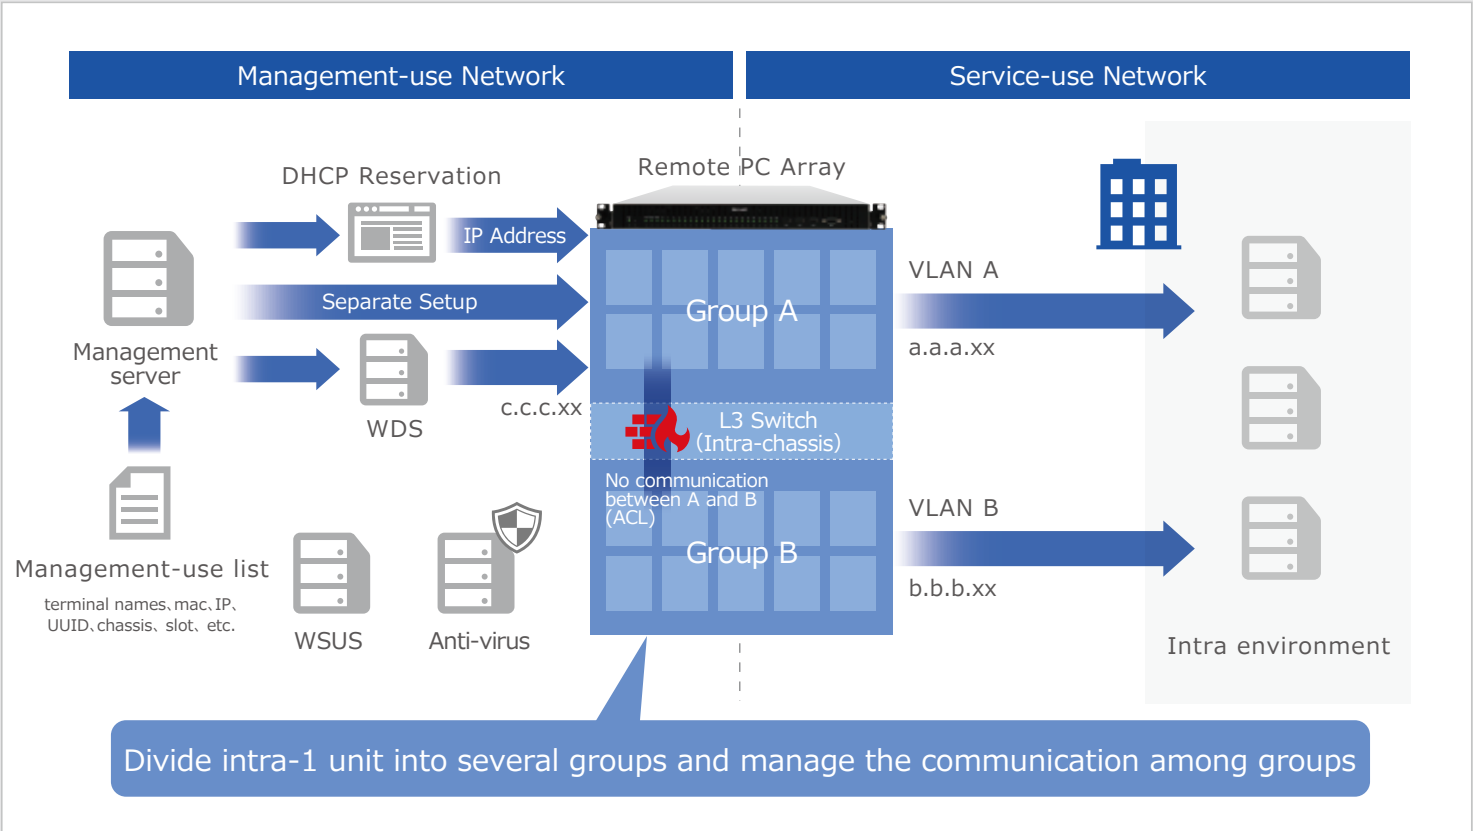 Management-use Network
Service-use Network
DHCP Reservation
Remote PC Array
IP Address
Separate Setup
Management
server
WDS
c.c.c.xx
Group A
L3 Switch
(Intra-chassis)
No communication
between A and B
(ACL)
Group B
VLAN A
a.a.a.xx
VLAN B
b.b.b.xx
Management-use list
terminal names、mac、IP、
UUID、chassis、slot、etc.
WSUS
Anti-virus
Intra environment
Divide intra-1 unit into several groups and manage the communication among groups